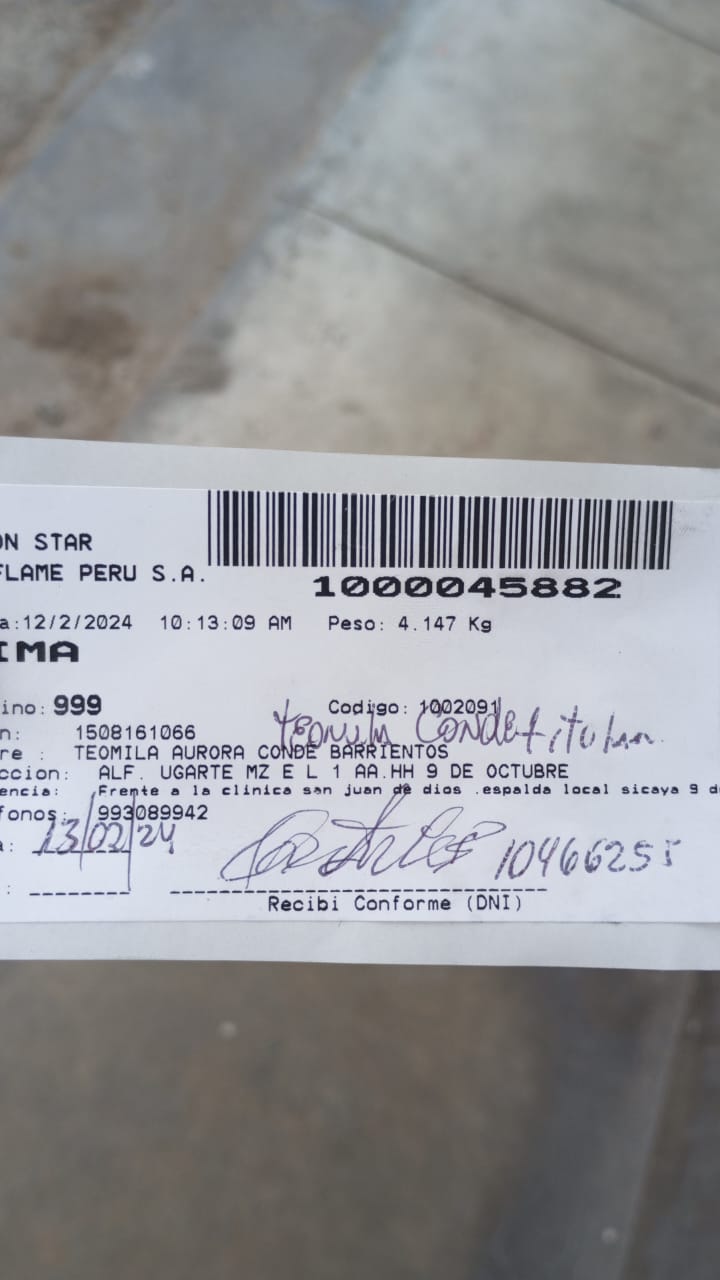 ON STAR
FLAME PERU S.A.
1000045882
a:12/2/2024 10:13:09 AM Peso: 4.147 Kg
IMA
ino: 999 Codigo: 1002091
n: 1508161066
Conde titular
re : TEOMILA AURORA CONDE BARRIENTOS
ccion: ALF. UGARTE MZ E L 1 AA.HH 9 DE OCTUBRE
encia: Frente a la clinica san juan de dios .espalda local sicaya 9 d
fonos: 993089942
a: 13/02/24
10466255
: 
Recibi Conforme (DNI)